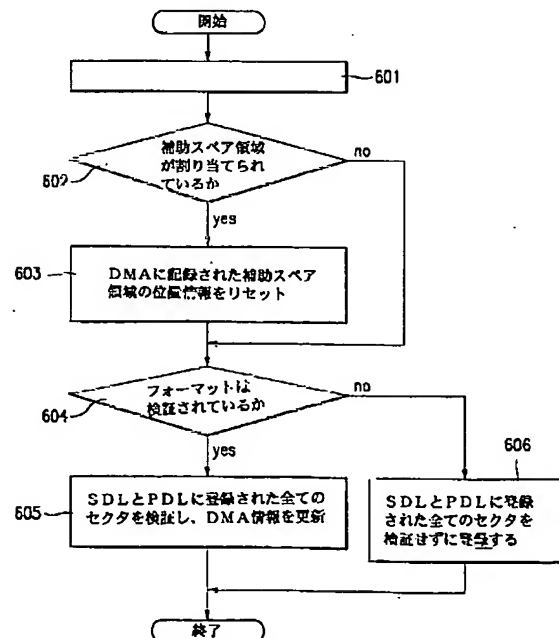 開始
601
補助スペア領域
が割り当てられ
ているか
no
602
yes
603
DMAに記録された補助スペア
領域の位置情報をリセット
フォーマットは
検証されているか
no
604
yes
606
605
SDLとPDLに登録された全ての
セクタを検証し、DMA情報を更新
SDLとPDLに登録
された全てのセクタを
検証せずに登録する
終了